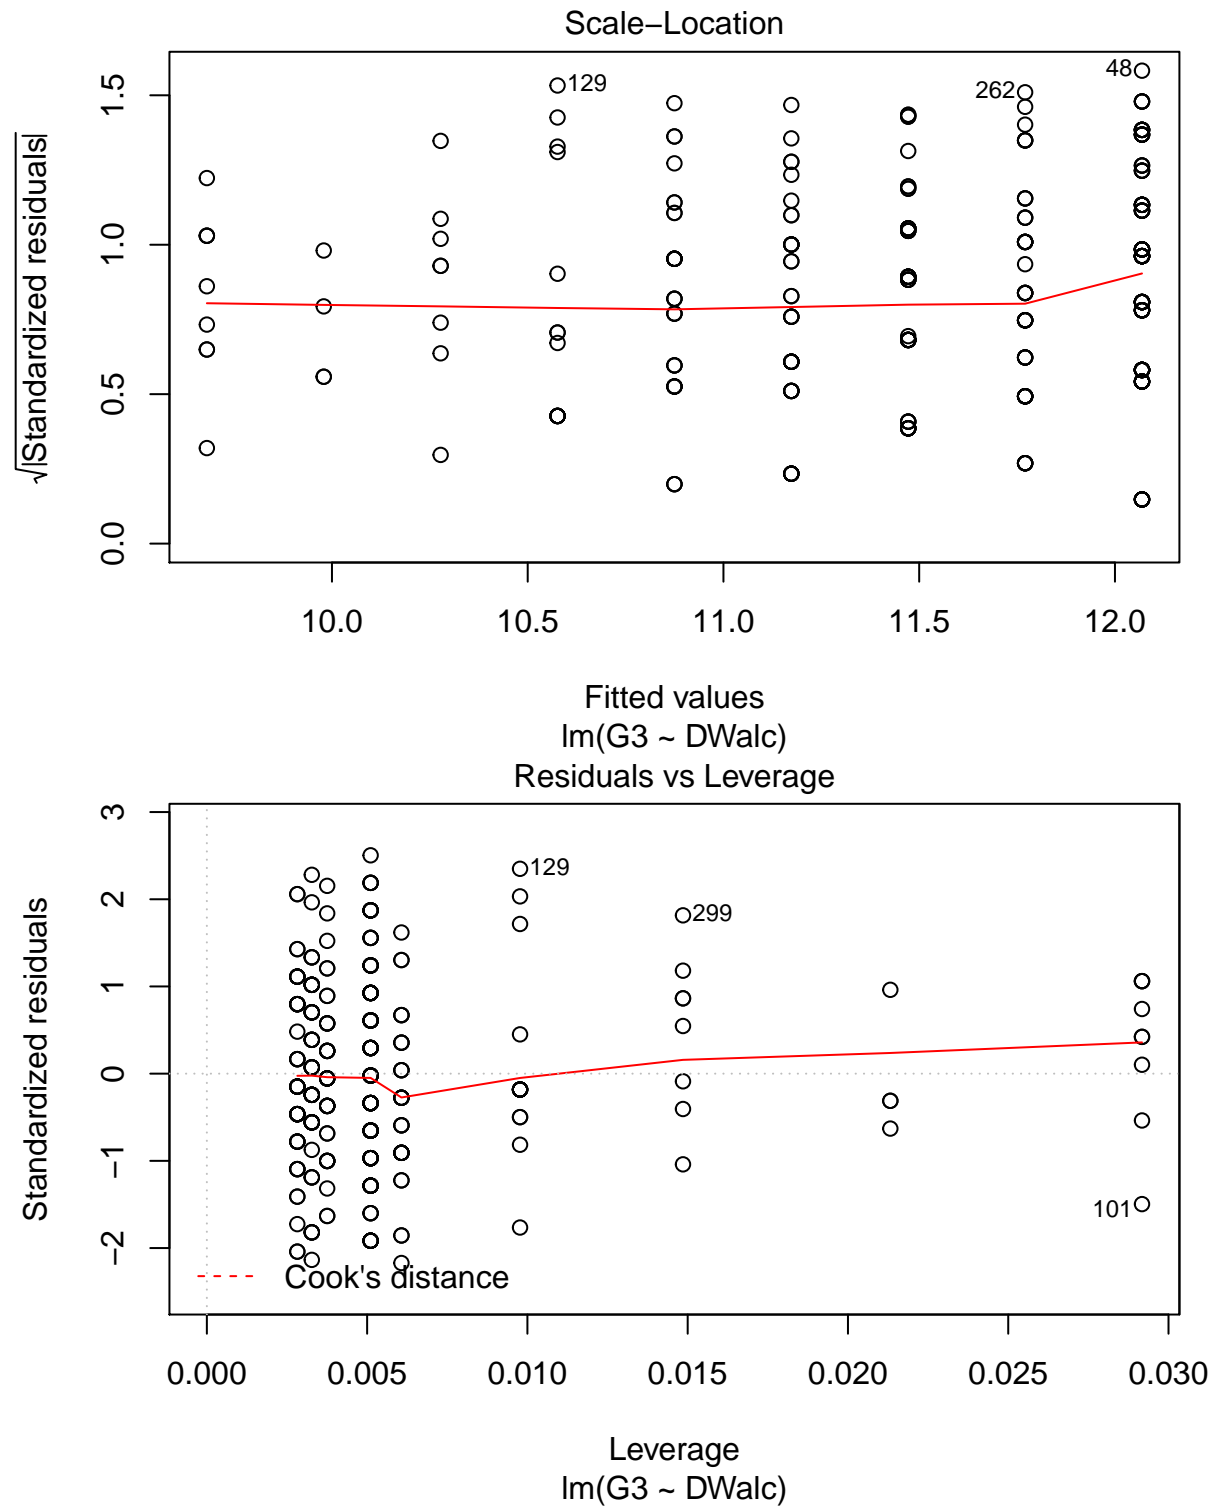 Scale−Location
√|Standardized residuals|
0.0 0.5 1.0 1.5
129
262
48
10.0 10.5 11.0 11.5 12.0
Fitted values
lm(G3 ~ DWalc)
Residuals vs Leverage
Standardized residuals
−2 −1 0 1 2 3
129
299
101
Cook's distance
0.000 0.005 0.010 0.015 0.020 0.025 0.030
Leverage
lm(G3 ~ DWalc)